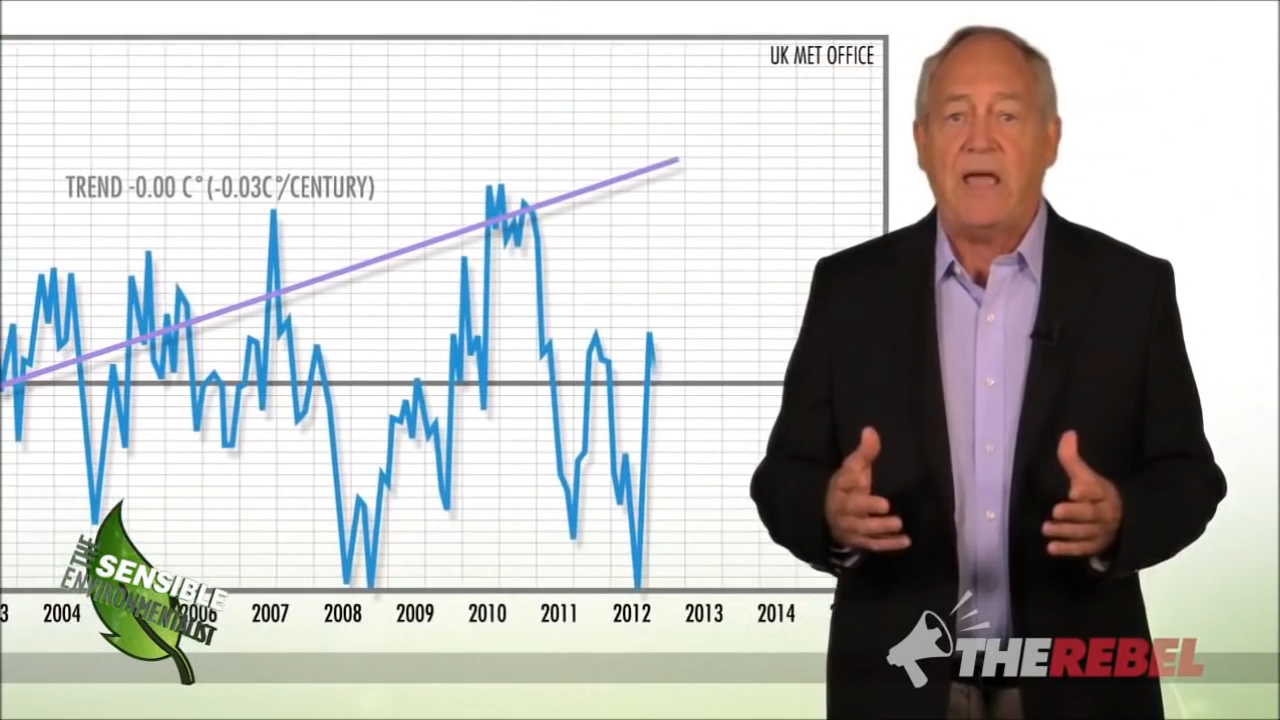 UK MET OFFICE
TREND -0.00 C° (-0.03C°/CENTURY)
THE
SENSIBLE
ENVIRONMENTALIST
3 2004 2006 2007 2008 2009 2010 2011 2012 2013 2014
THEREBEL